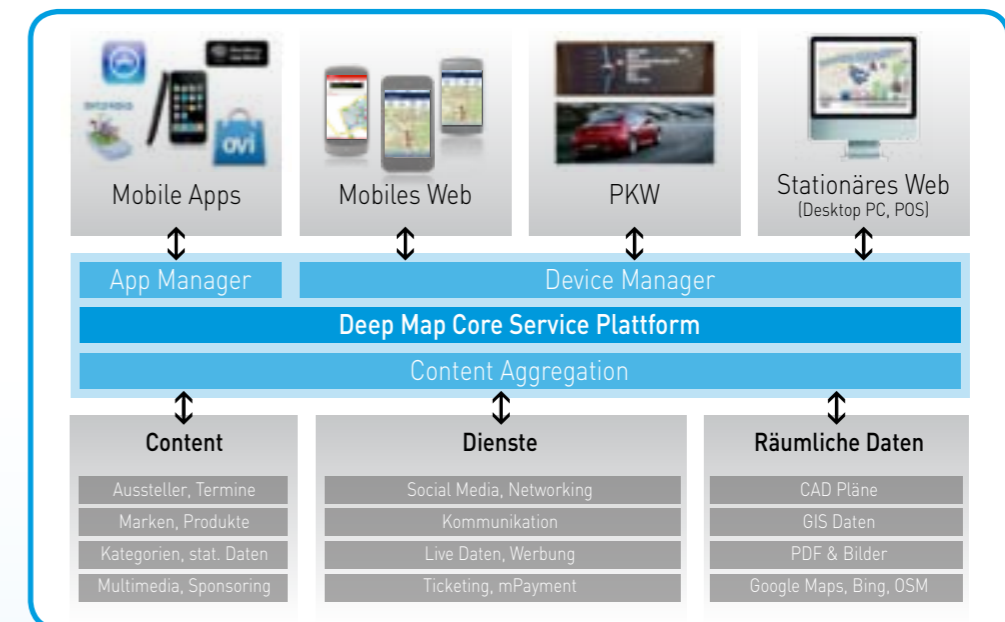 ovi
Mobile Apps
Mobiles Web
PKW
Stationäres Web
(Desktop PC, POS)
App Manager
Device Manager
Deep Map Core Service Plattform
Content Aggregation
Content
Aussteller, Termine
Marken, Produkte
Kategorien, stat. Daten
Multimedia, Sponsoring
Dienste
Social Media, Networking
Kommunikation
Live Daten, Werbung
Ticketing, mPayment
Räumliche Daten
CAD Pläne
GIS Daten
PDF & Bilder
Google Maps, Bing, OSM